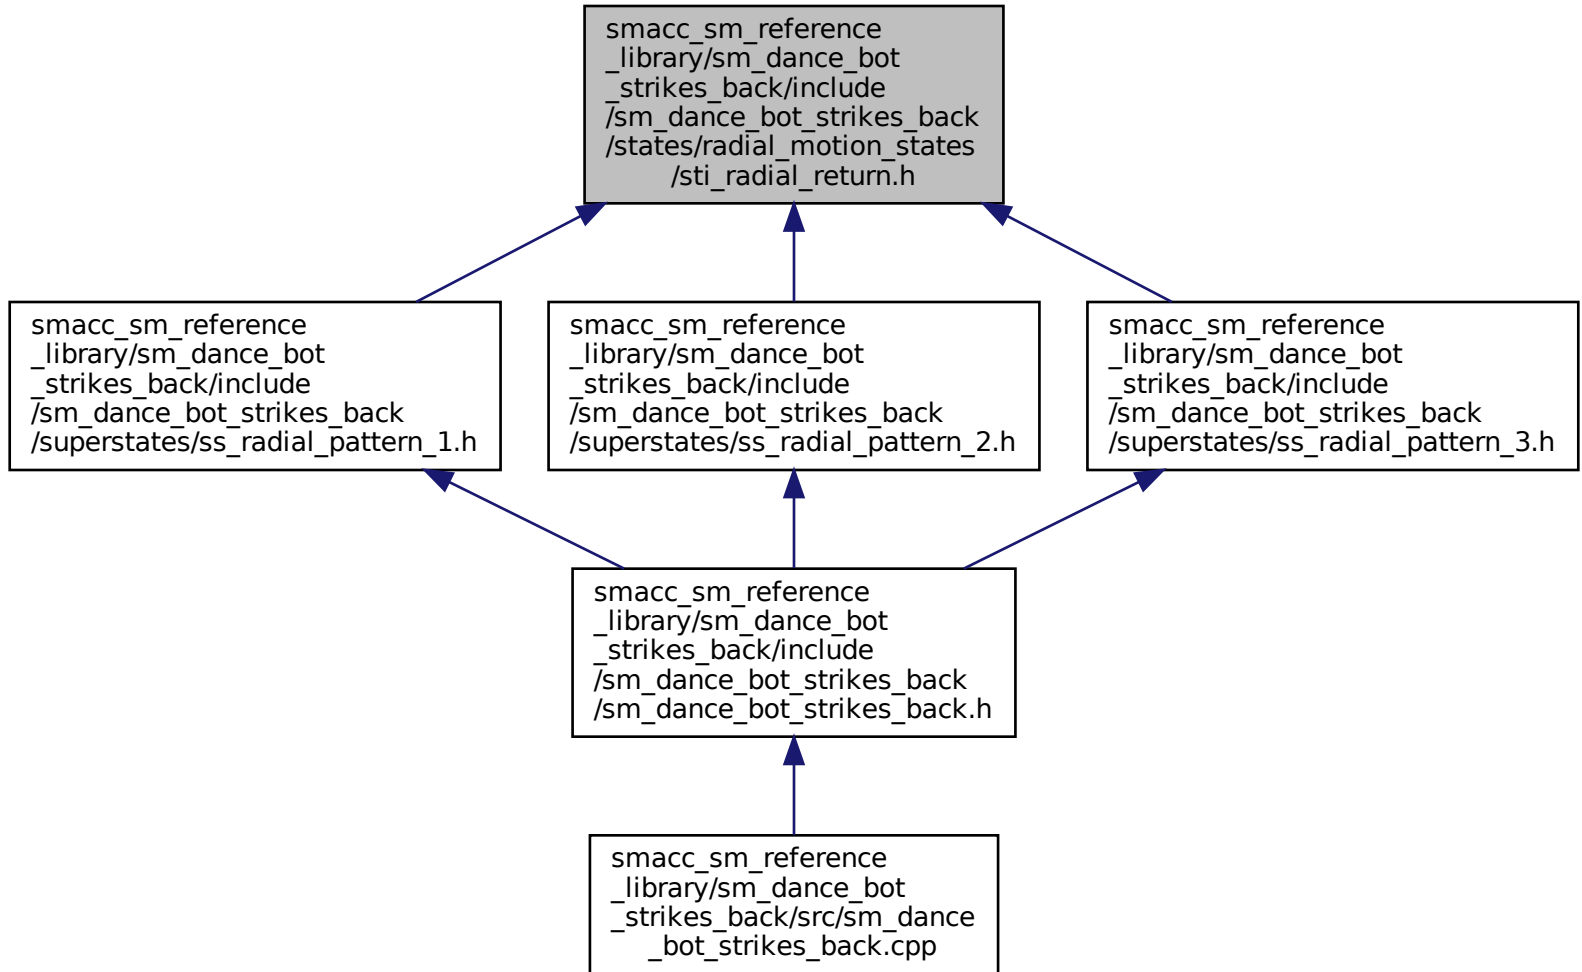 smacc_sm_reference
_library/sm_dance_bot
_strikes_back/include
/sm_dance_bot_strikes_back
/states/radial_motion_states
/sti_radial_return.h
smacc_sm_reference
_library/sm_dance_bot
_strikes_back/include
/sm_dance_bot_strikes_back
/superstates/ss_radial_pattern_1.h
smacc_sm_reference
_library/sm_dance_bot
_strikes_back/include
/sm_dance_bot_strikes_back
/superstates/ss_radial_pattern_2.h
smacc_sm_reference
_library/sm_dance_bot
_strikes_back/include
/sm_dance_bot_strikes_back
/superstates/ss_radial_pattern_3.h
smacc_sm_reference
_library/sm_dance_bot
_strikes_back/include
/sm_dance_bot_strikes_back
/sm_dance_bot_strikes_back.h
smacc_sm_reference
_library/sm_dance_bot
_strikes_back/src/sm_dance
_bot_strikes_back.cpp